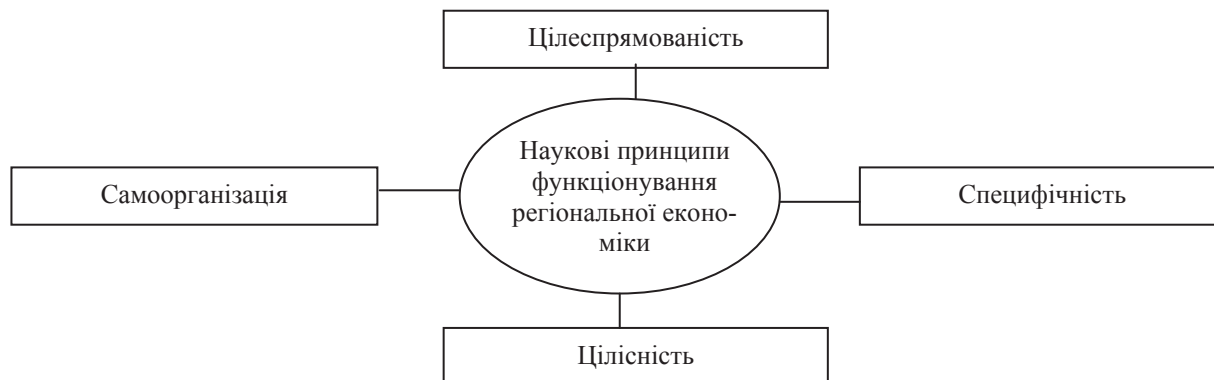 Цілеспрямованість
Наукові принципи
функціонування
регіональної еконо-
міки
Самоорганізація
Специфічність
Цілісність